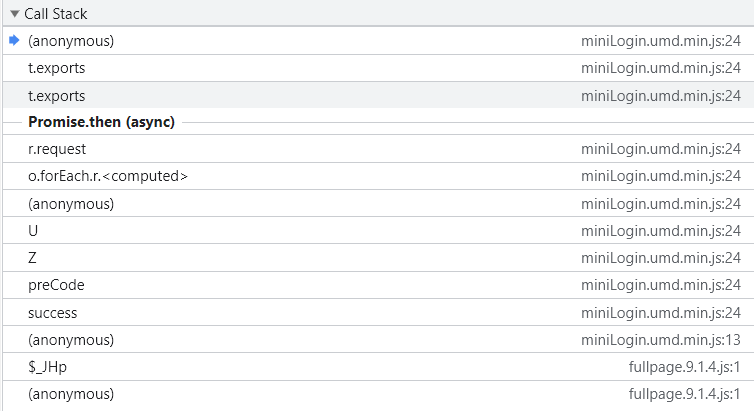 Call Stack
(anonymous) miniLogin.umd.min.js:24
t.exports miniLogin.umd.min.js:24
t.exports miniLogin.umd.min.js:24
Promise.then (async)
r.request miniLogin.umd.min.js:24
o.forEach.r.<computed> miniLogin.umd.min.js:24
(anonymous) miniLogin.umd.min.js:24
U miniLogin.umd.min.js:24
Z miniLogin.umd.min.js:24
preCode miniLogin.umd.min.js:24
success miniLogin.umd.min.js:24
(anonymous) miniLogin.umd.min.js:13
$_JHp fullpage.9.1.4.js:1
(anonymous) fullpage.9.1.4.js:1